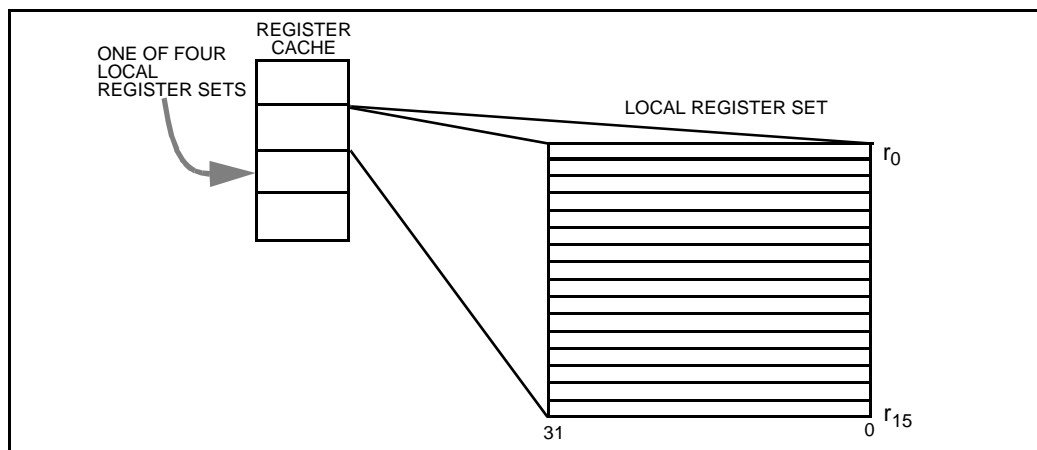 REGISTER
CACHE
ONE OF FOUR
LOCAL
REGISTER SETS
LOCAL REGISTER SET
r0
r15
31
0